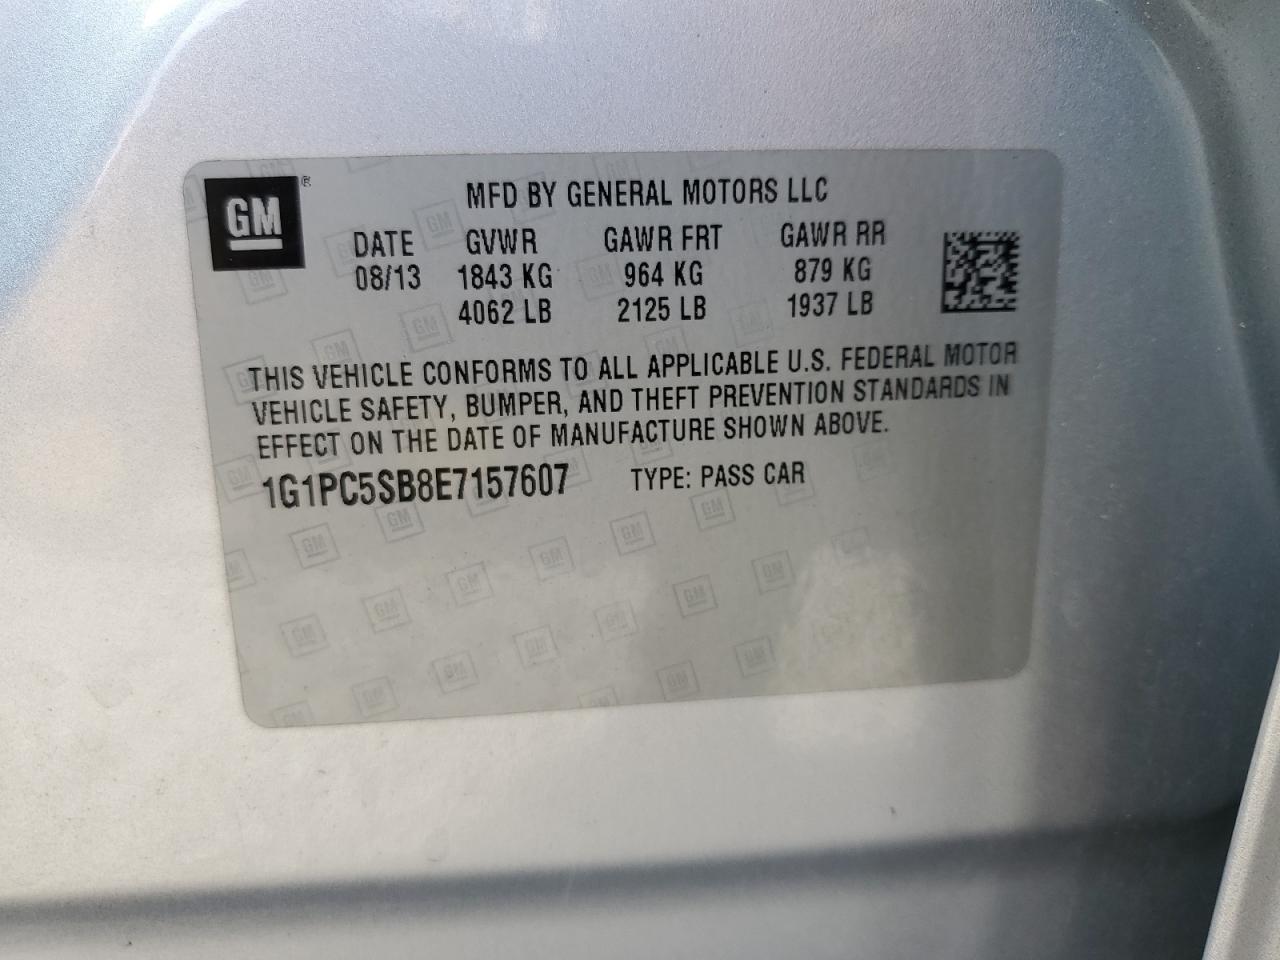 GM ®
MFD BY GENERAL MOTORS LLC
DATE GVWR GAWR FRT GAWR RR
08/13 1843 KG 964 KG 879 KG
4062 LB 2125 LB 1937 LB
THIS VEHICLE CONFORMS TO ALL APPLICABLE U.S. FEDERAL MOTOR
VEHICLE SAFETY, BUMPER, AND THEFT PREVENTION STANDARDS IN
EFFECT ON THE DATE OF MANUFACTURE SHOWN ABOVE.
1G1PC5SB8E7157607 TYPE: PASS CAR